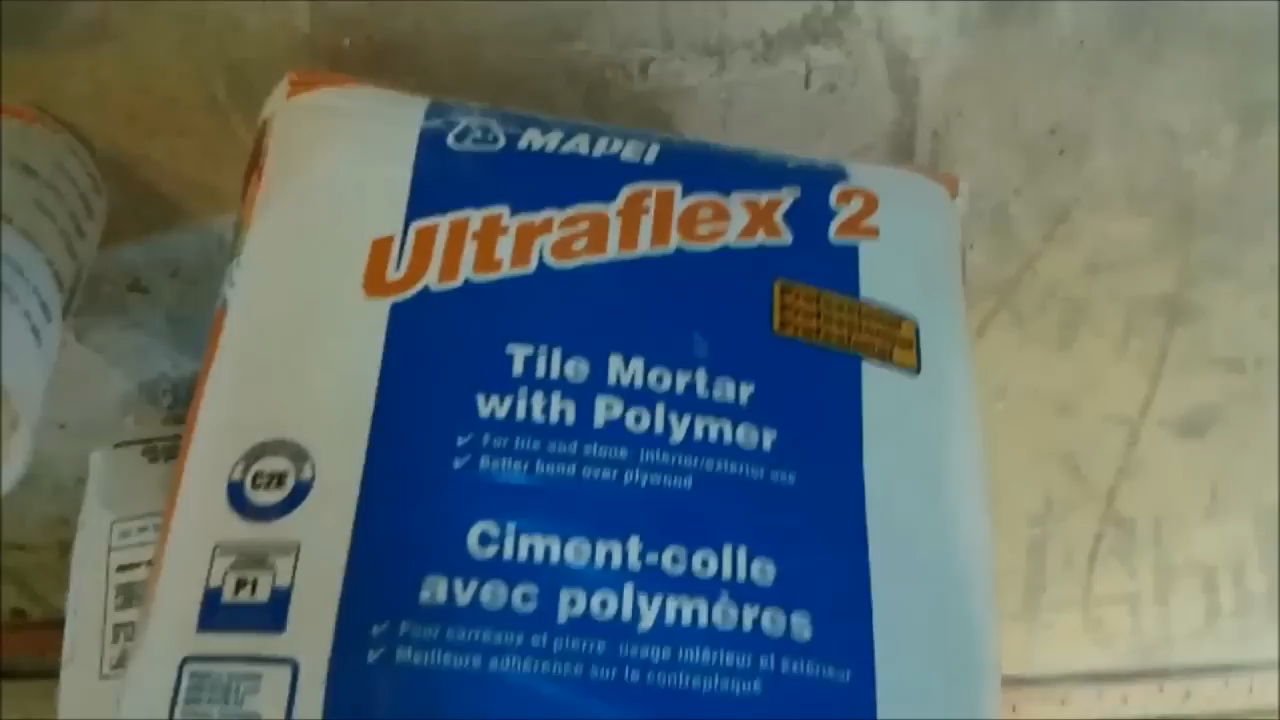 MAPEI
Ultraflex 2
Professional
Tile Mortar
with Polymer
✓ For tile and stone interior/exterior use
✓ Better bond over plywood
C2E
P1
Ciment-colle
avec polymères
✓ Pour carreaux et pierre usage intérieur et extérieur
✓ Meilleure adhérence sur le contreplaqué